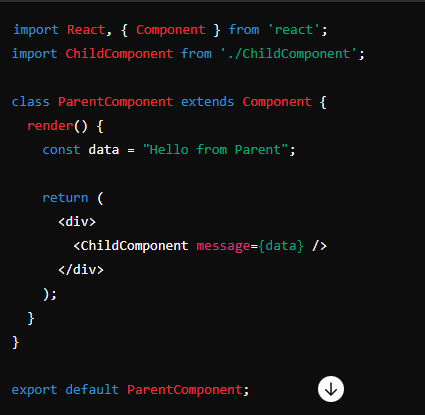 import React, { Component } from 'react';
import ChildComponent from './ChildComponent';
class ParentComponent extends Component {
render() {
const data = "Hello from Parent";
return (
<div>
<ChildComponent message={data} />
</div>
);
}
}
export default ParentComponent;